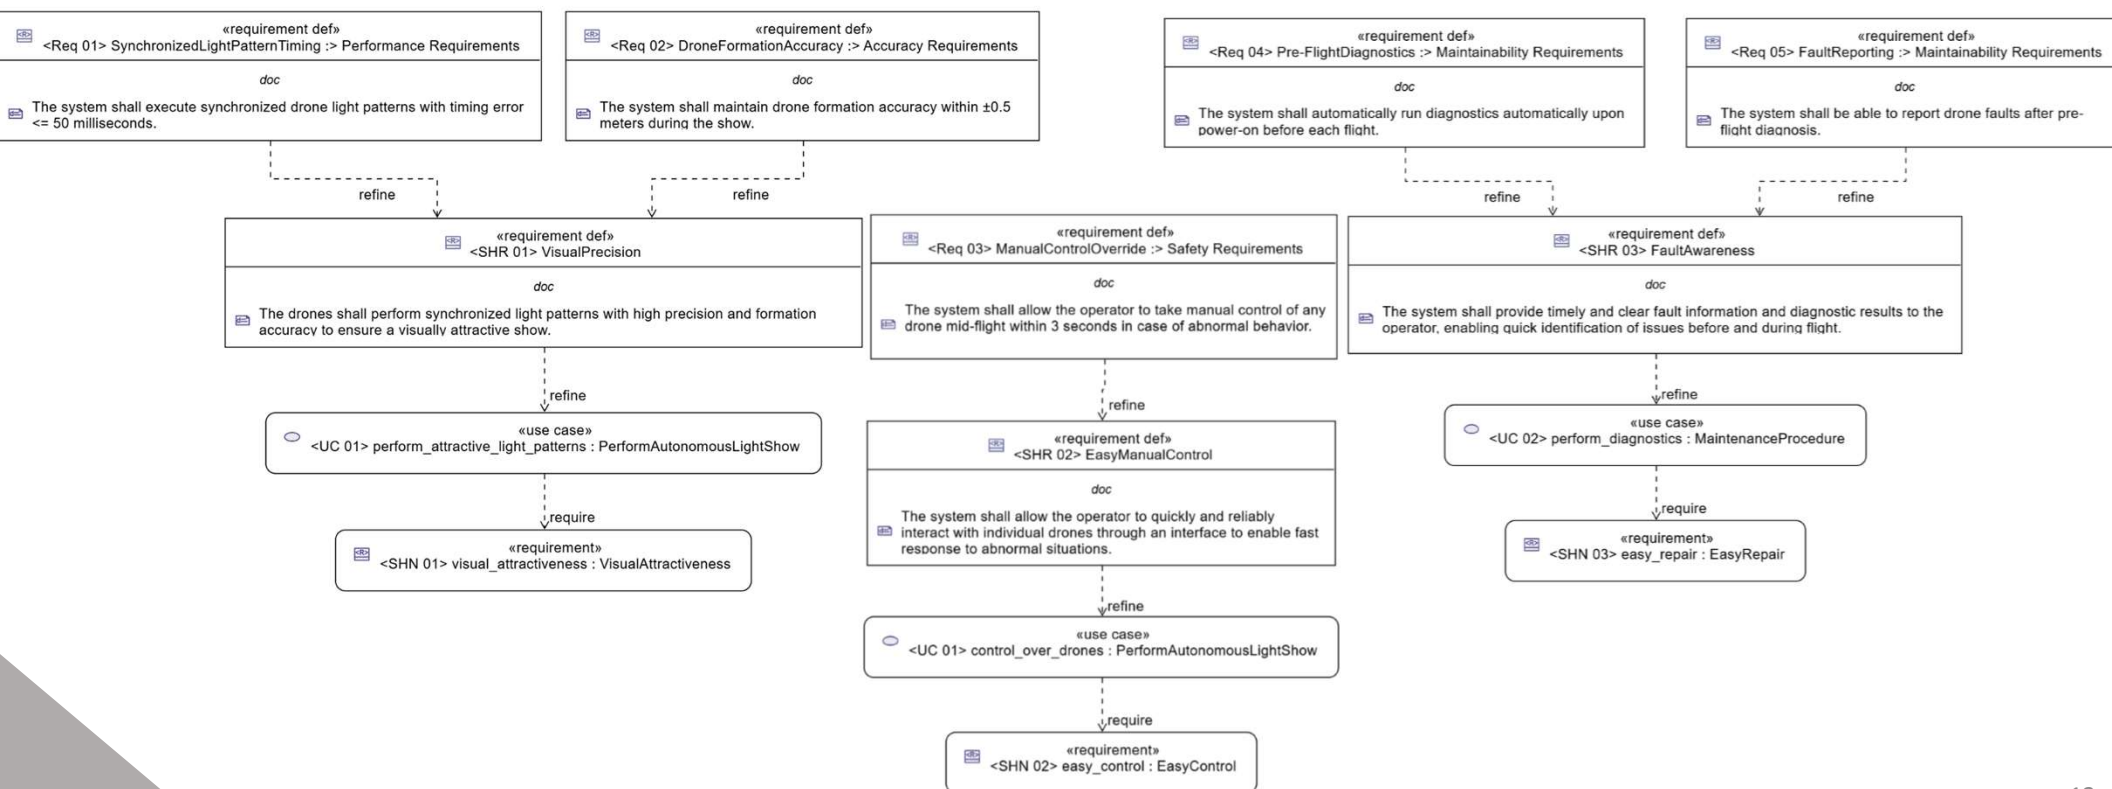 «requirement def»
<Req 01> SynchronizedLightPatternTiming :> Performance Requirements
doc
The system shall execute synchronized drone light patterns with timing error
<= 50 milliseconds.
«requirement def»
<Req 02> DroneFormationAccuracy :> Accuracy Requirements
doc
The system shall maintain drone formation accuracy within ±0.5
meters during the show.
«requirement def»
<Req 04> Pre-FlightDiagnostics :> Maintainability Requirements
doc
The system shall automatically run diagnostics automatically upon
power-on before each flight.
«requirement def»
<Req 05> FaultReporting :> Maintainability Requirements
doc
The system shall be able to report drone faults after pre-
flight diagnosis.
refine
refine
refine
refine
«requirement def»
<SHR 01> VisualPrecision
doc
The drones shall perform synchronized light patterns with high precision and formation
accuracy to ensure a visually attractive show.
«requirement def»
<Req 03> ManualControlOverride :> Safety Requirements
doc
The system shall allow the operator to take manual control of any
drone mid-flight within 3 seconds in case of abnormal behavior.
«requirement def»
<SHR 03> FaultAwareness
doc
The system shall provide timely and clear fault information and diagnostic results to the
operator, enabling quick identification of issues before and during flight.
refine
refine
refine
«use case»
<UC 01> perform_attractive_light_patterns : PerformAutonomousLightShow
«requirement def»
<SHR 02> EasyManualControl
doc
The system shall allow the operator to quickly and reliably
interact with individual drones through an interface to enable fast
response to abnormal situations.
«use case»
<UC 02> perform_diagnostics : MaintenanceProcedure
require
require
«requirement»
<SHN 01> visual_attractiveness : VisualAttractiveness
«requirement»
<SHN 03> easy_repair : EasyRepair
refine
«use case»
<UC 01> control_over_drones : PerformAutonomousLightShow
require
«requirement»
<SHN 02> easy_control : EasyControl